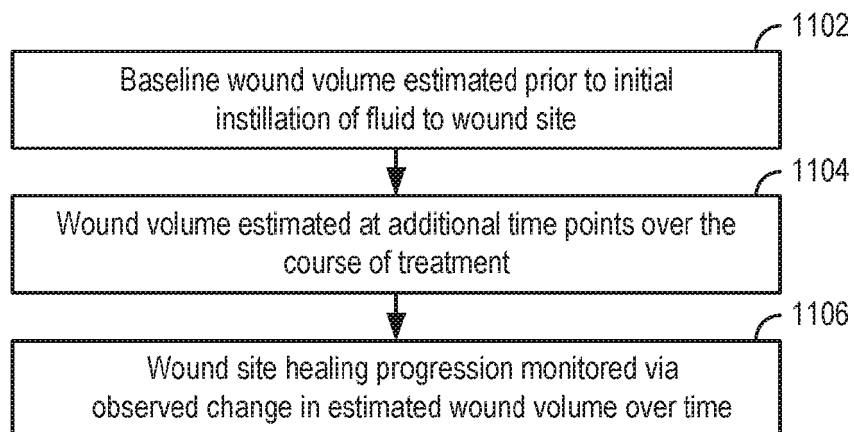 1102
Baseline wound volume estimated prior to initial
instillation of fluid to wound site
1104
Wound volume estimated at additional time points over the
course of treatment
1106
Wound site healing progression monitored via
observed change in estimated wound volume over time